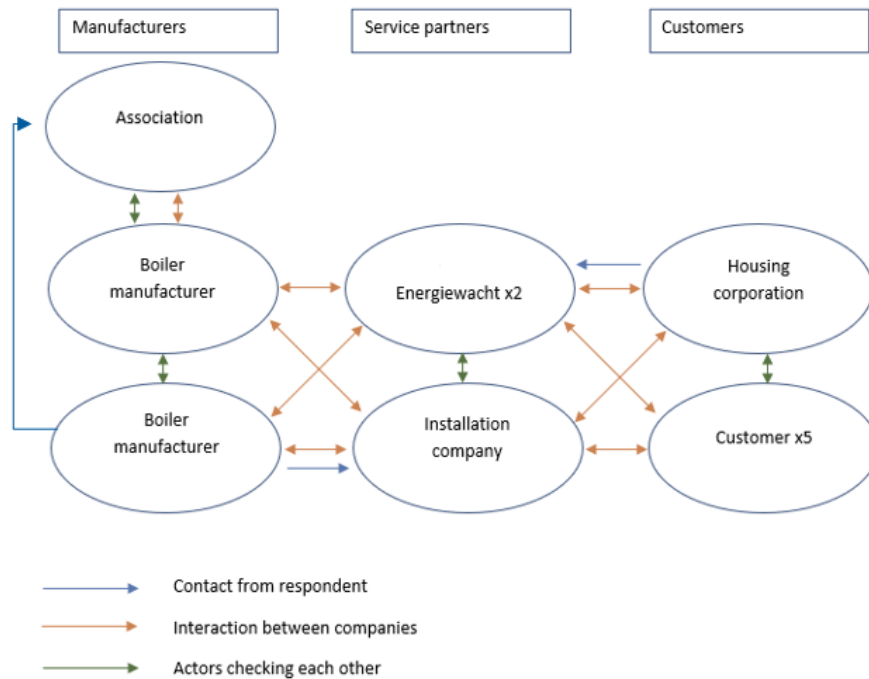 Manufacturers
Service partners
Customers
Association
Boiler
manufacturer
Energiewacht x2
Housing
corporation
Boiler
manufacturer
Installation
company
Customer x5
Contact from respondent
Interaction between companies
Actors checking each other